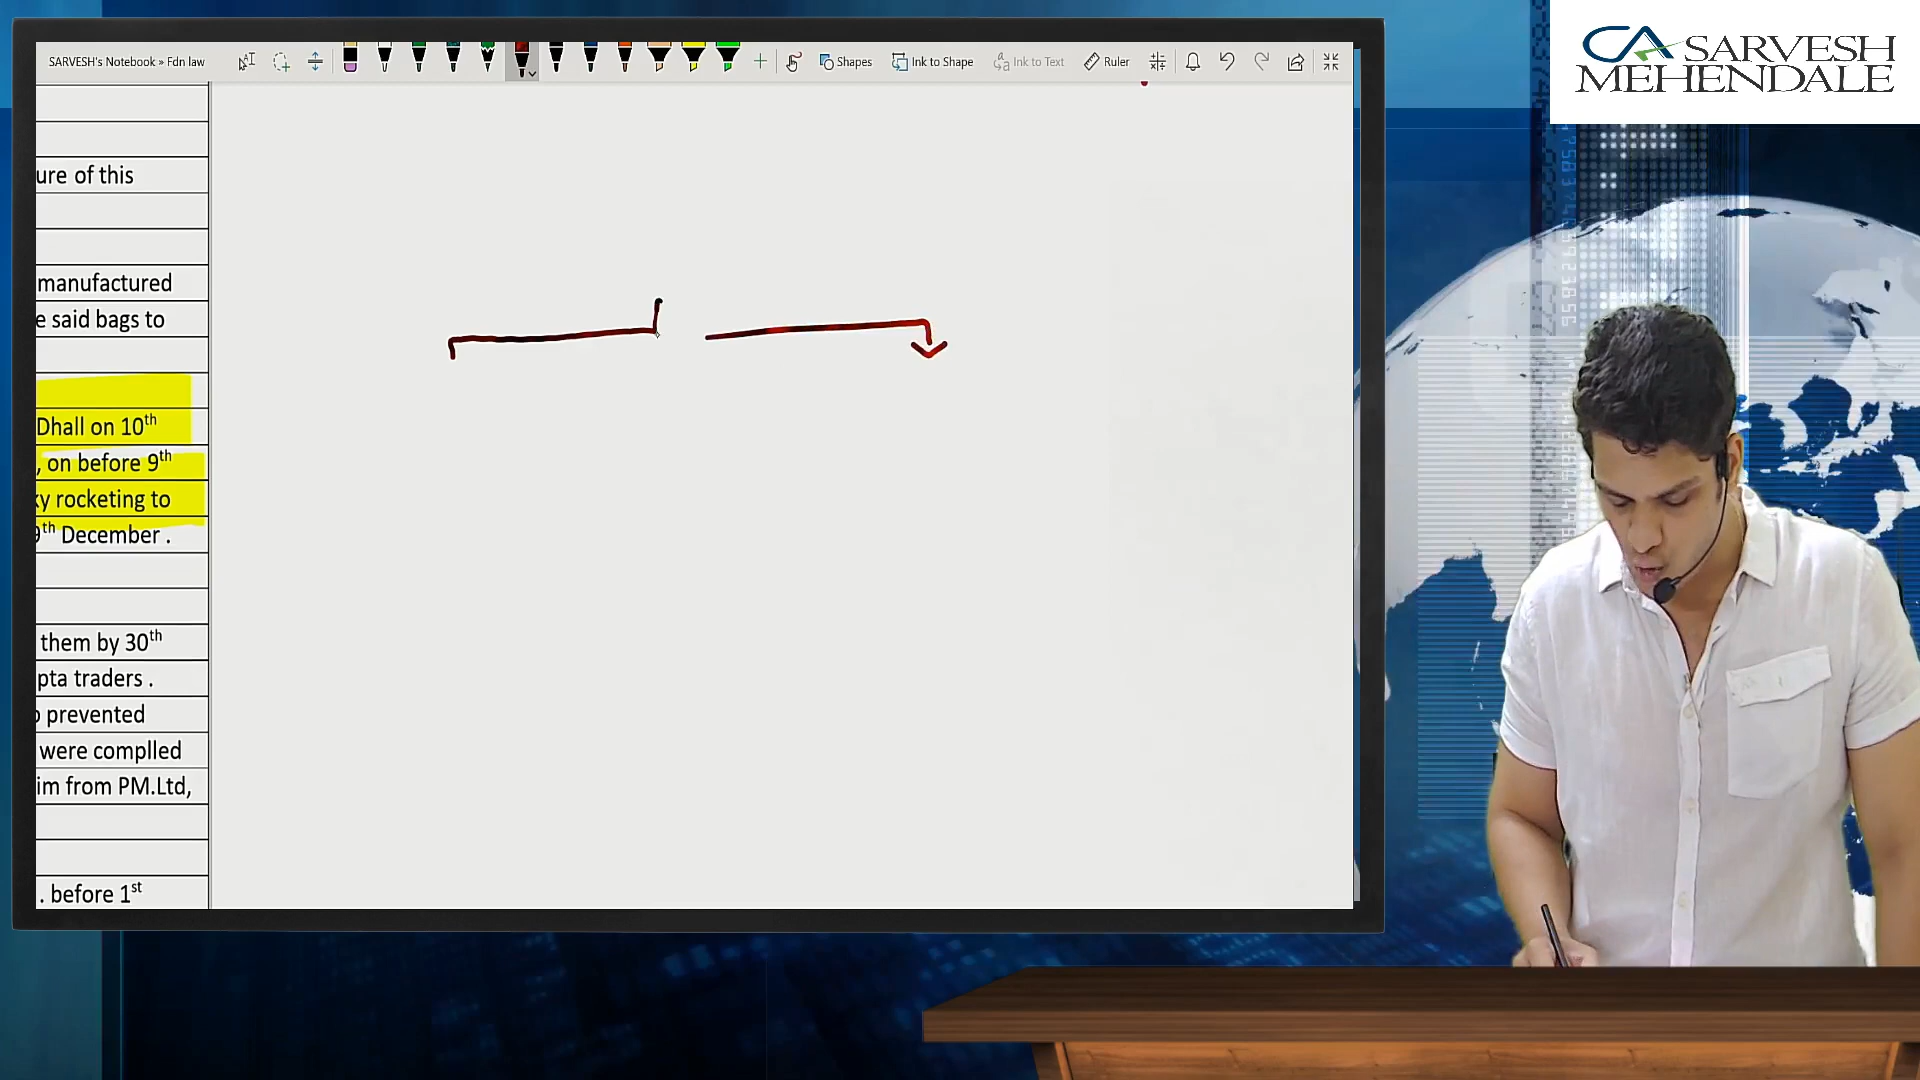 SARVESH's Notebook » Fdn law
Shapes
Ink to Shape
Ink to Text
Ruler
CA SARVESH
MEHENDALE
ure of this
manufactured
e said bags to
Dhall on 10th
, on before 9th
ky rocketing to
9th December .
them by 30th
pta traders .
prevented
were complled
im from PM.Ltd,
. before 1st